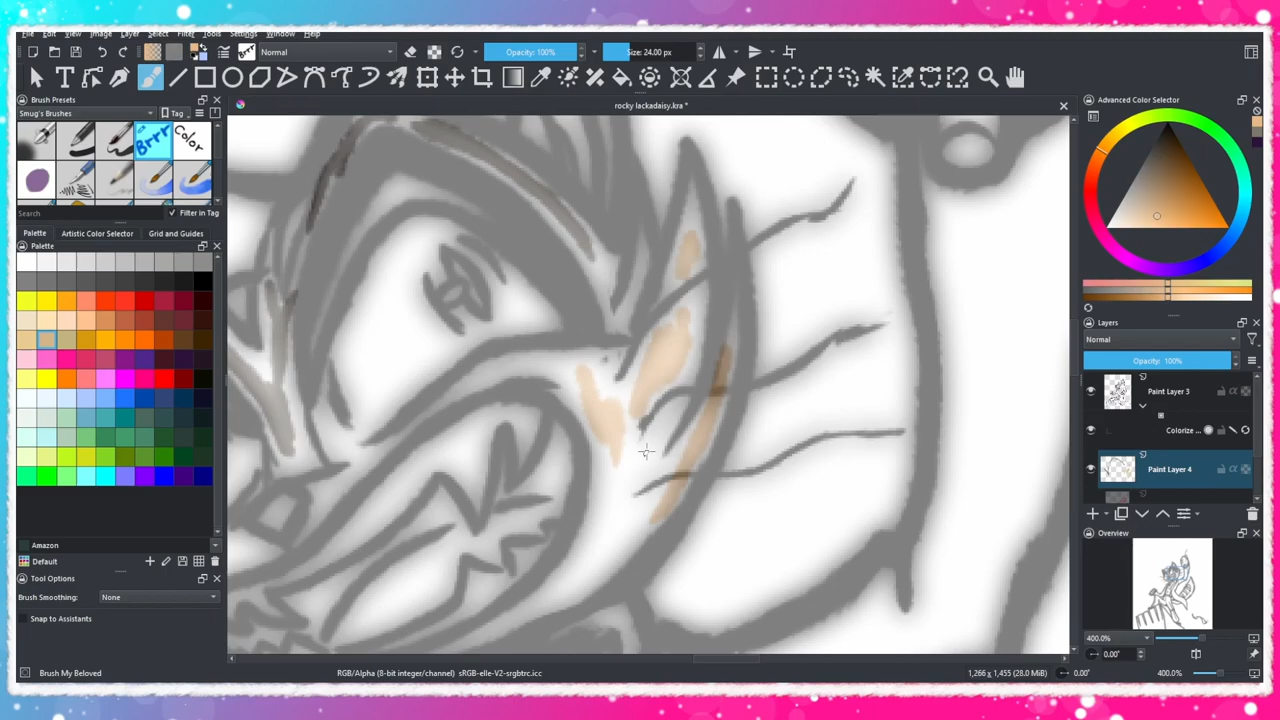 File Edit View Image Layer Select Filter Tools Settings Window Help
Normal Opacity: 100% Size: 24.00 px
Brush Presets
rocky lackadaisy.kra *
Advanced Color Selector
Smug's Brushes Tag
Brrr Color
Search Filter in Tag
Palette Artistic Color Selector Grid and Guides
Palette
Layers
Normal
Opacity: 100%
Paint Layer 3
Colorize
Paint Layer 4
Overview
Amazon
Default
Tool Options
Brush Smoothing: None
Snap to Assistants
400.0%
0.00°
Brush My Beloved
RGB/Alpha (8-bit integer/channel) sRGB-elle-V2-srgbtrc.icc
1,266 x 1,455 (28.0 MiB)
0.00°
400.0%